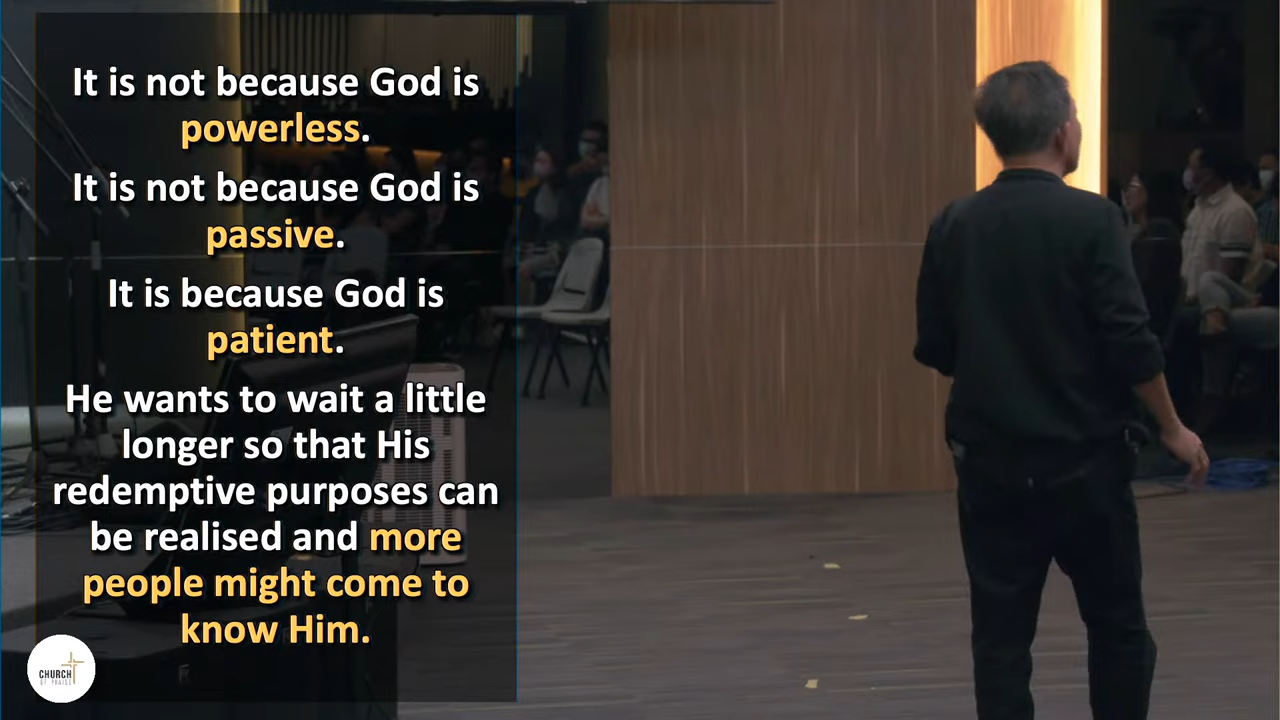 It is not because God is
powerless.
It is not because God is
passive.
It is because God is
patient.
He wants to wait a little
longer so that His
redemptive purposes can
be realised and more
people might come to
know Him.
CHURCH
OF PRAISE